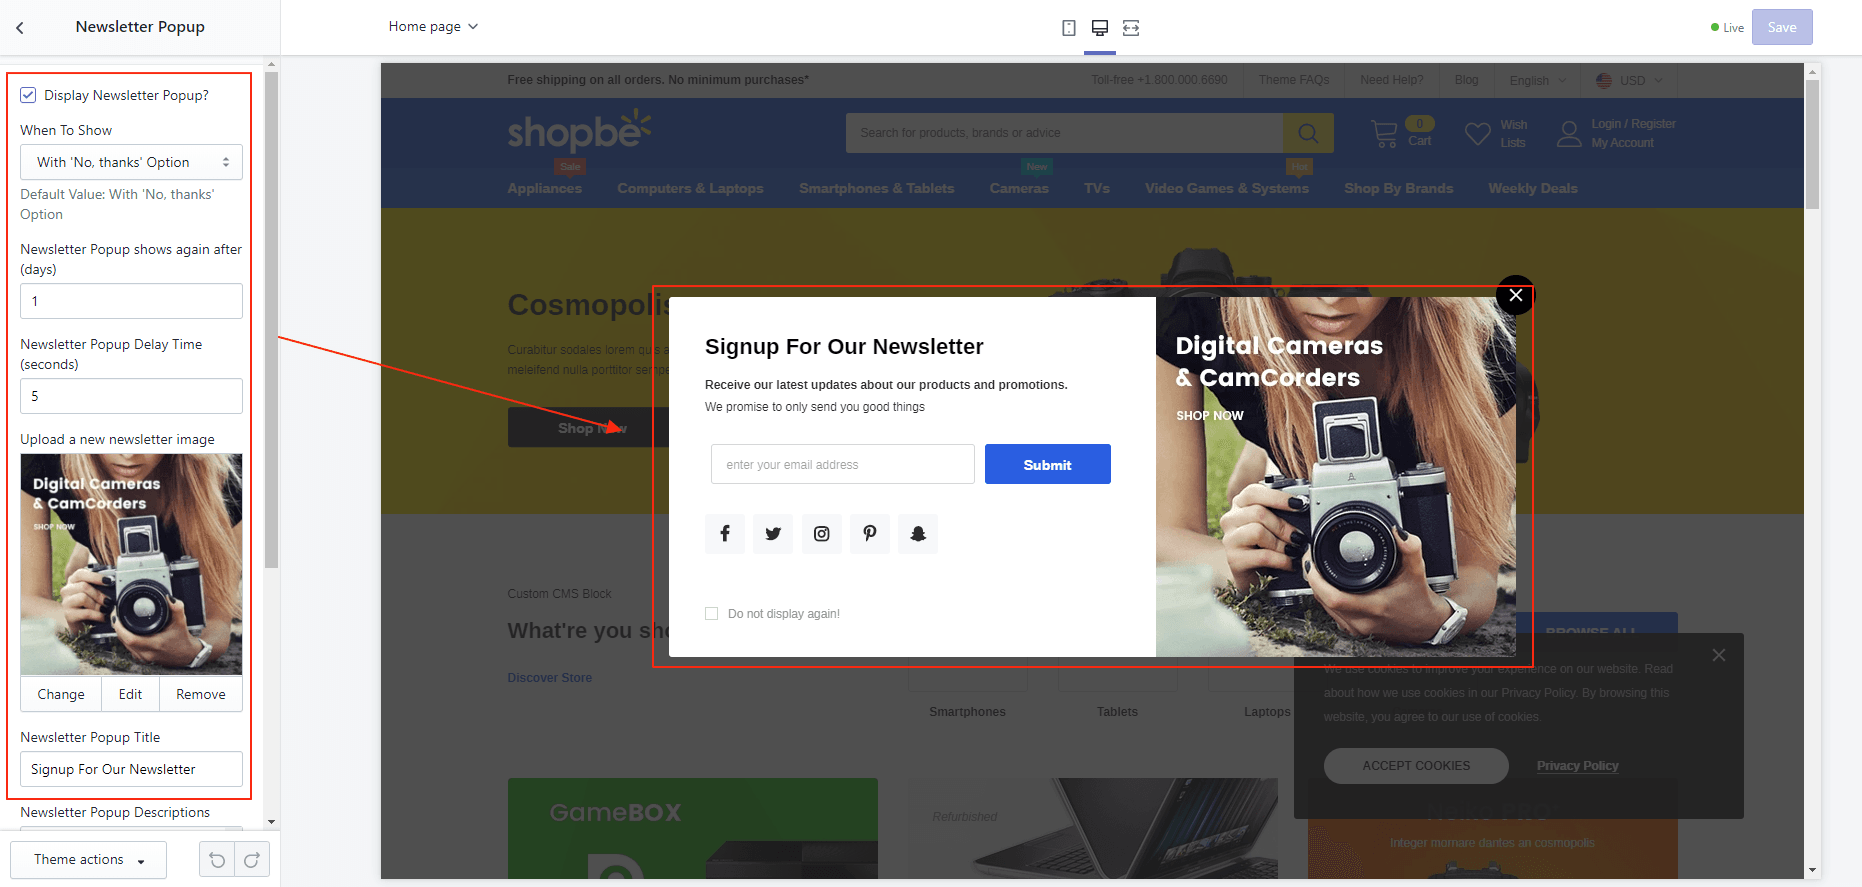 Newsletter Popup
Home page
Live
Save
Display Newsletter Popup?
When To Show
With 'No, thanks' Option
Default Value: With 'No, thanks'
Option
Newsletter Popup shows again after
(days)
1
Newsletter Popup Delay Time
(seconds)
5
Upload a new newsletter image
Digital Cameras
& CamCorders
SHOP NOW
Change
Edit
Remove
Newsletter Popup Title
Signup For Our Newsletter
Newsletter Popup Descriptions
Theme actions
Free shipping on all orders. No minimum purchases*
Toll-free +1.800.000.6690
Theme FAQs
Need Help?
Blog
English
USD
shopbe
Search for products, brands or advice
0
Cart
Wish
Lists
Login / Register
My Account
Sale
New
Hot
Appliances
Computers & Laptops
Smartphones & Tablets
Cameras
TVs
Video Games & Systems
Shop By Brands
Weekly Deals
Cosmopolis
Curabitur sodales lorem quis a
meleifend nulla porttitor sempe
Shop Now
Signup For Our Newsletter
Receive our latest updates about our products and promotions.
We promise to only send you good things
enter your email address
Submit
Do not display again!
Digital Cameras
& CamCorders
SHOP NOW
Custom CMS Block
What're you sho
Discover Store
BROWSE ALL
Smartphones
Tablets
Laptops
We use cookies to improve your experience on our website. Read
about how we use cookies in our Privacy Policy. By browsing this
website, you agree to our use of cookies.
ACCEPT COOKIES
Privacy Policy
GameBOX
Refurbished
Neiko PRO*
Integer mornare dantes an cosmopolis